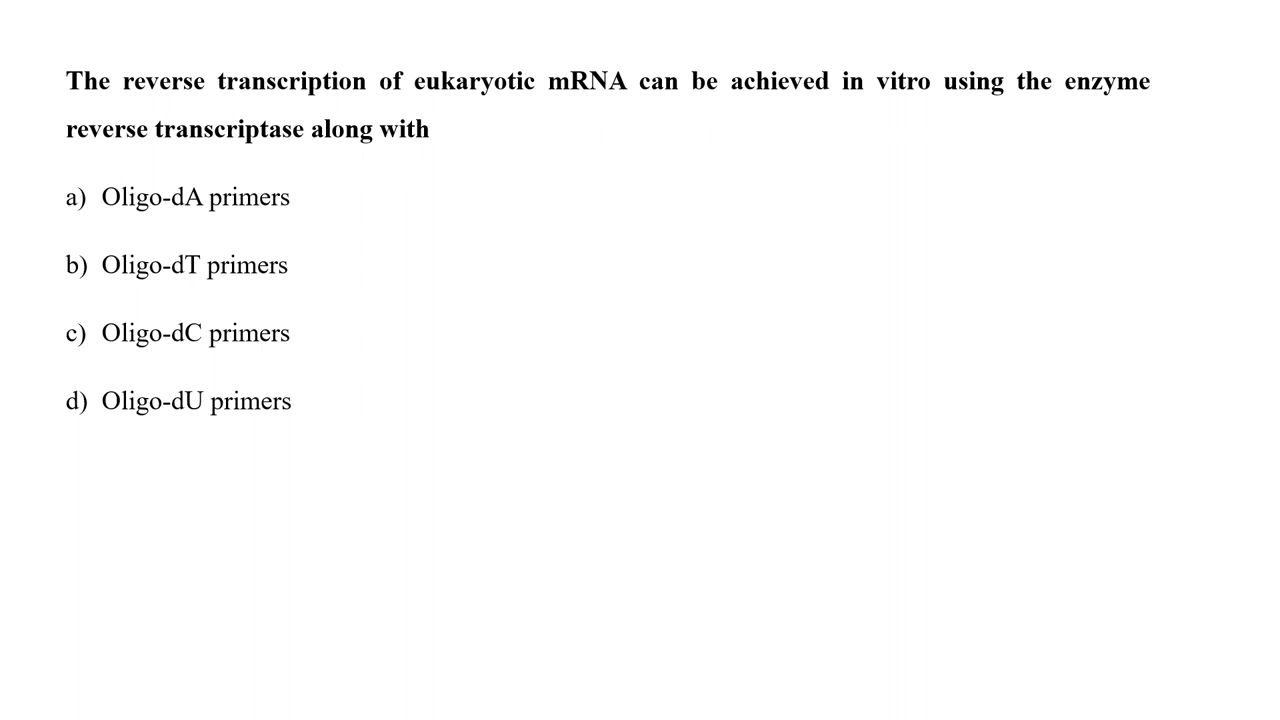 The reverse transcription of eukaryotic mRNA can be achieved in vitro using the enzyme
reverse transcriptase along with
a) Oligo-dA primers
b) Oligo-dT primers
c) Oligo-dC primers
d) Oligo-dU primers